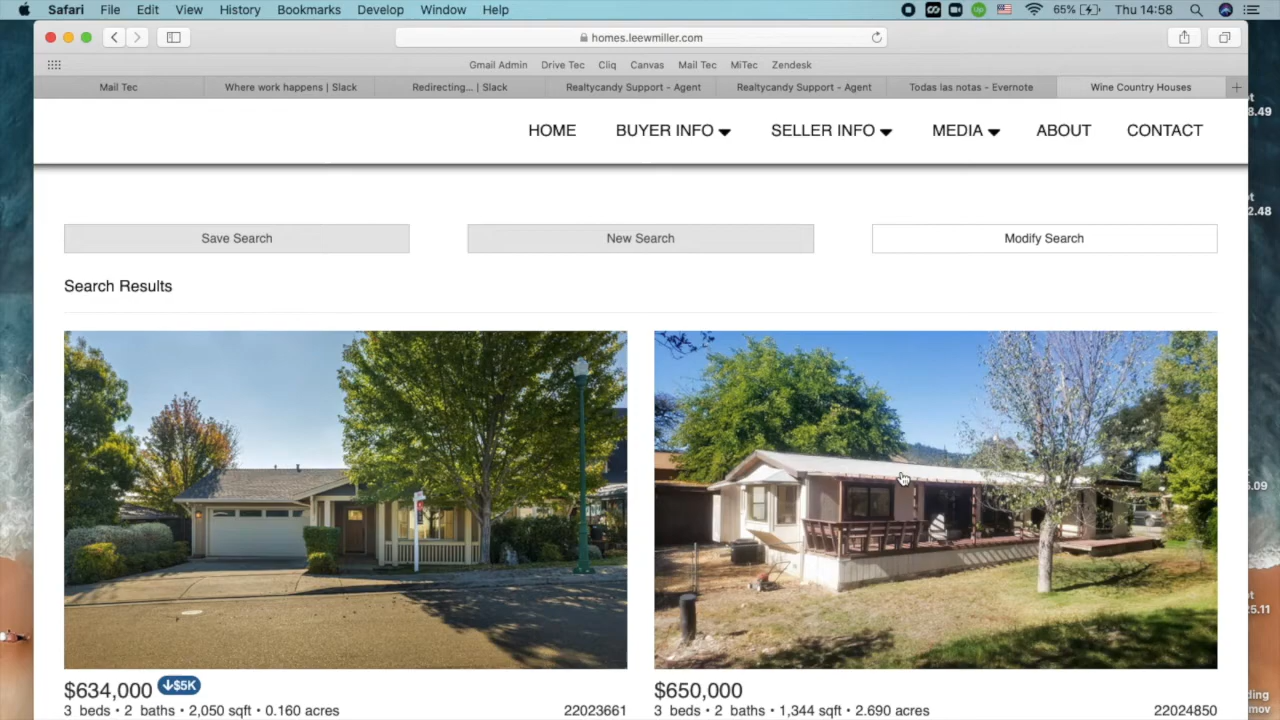 Safari File Edit View History Bookmarks Develop Window Help 65% Thu 14:58
homes.leewmiller.com
Gmail Admin Drive Tec Cliq Canvas Mail Tec MiTec Zendesk
Mail Tec Where work happens | Slack Redirecting... | Slack Realtycandy Support - Agent Realtycandy Support - Agent Todas las notas - Evernote Wine Country Houses +
HOME BUYER INFO SELLER INFO MEDIA ABOUT CONTACT
Save Search New Search Modify Search
Search Results
$634,000 $5K
3 beds • 2 baths • 2,050 sqft • 0.160 acres 22023661
$650,000
3 beds • 2 baths • 1,344 sqft • 2.690 acres 22024850